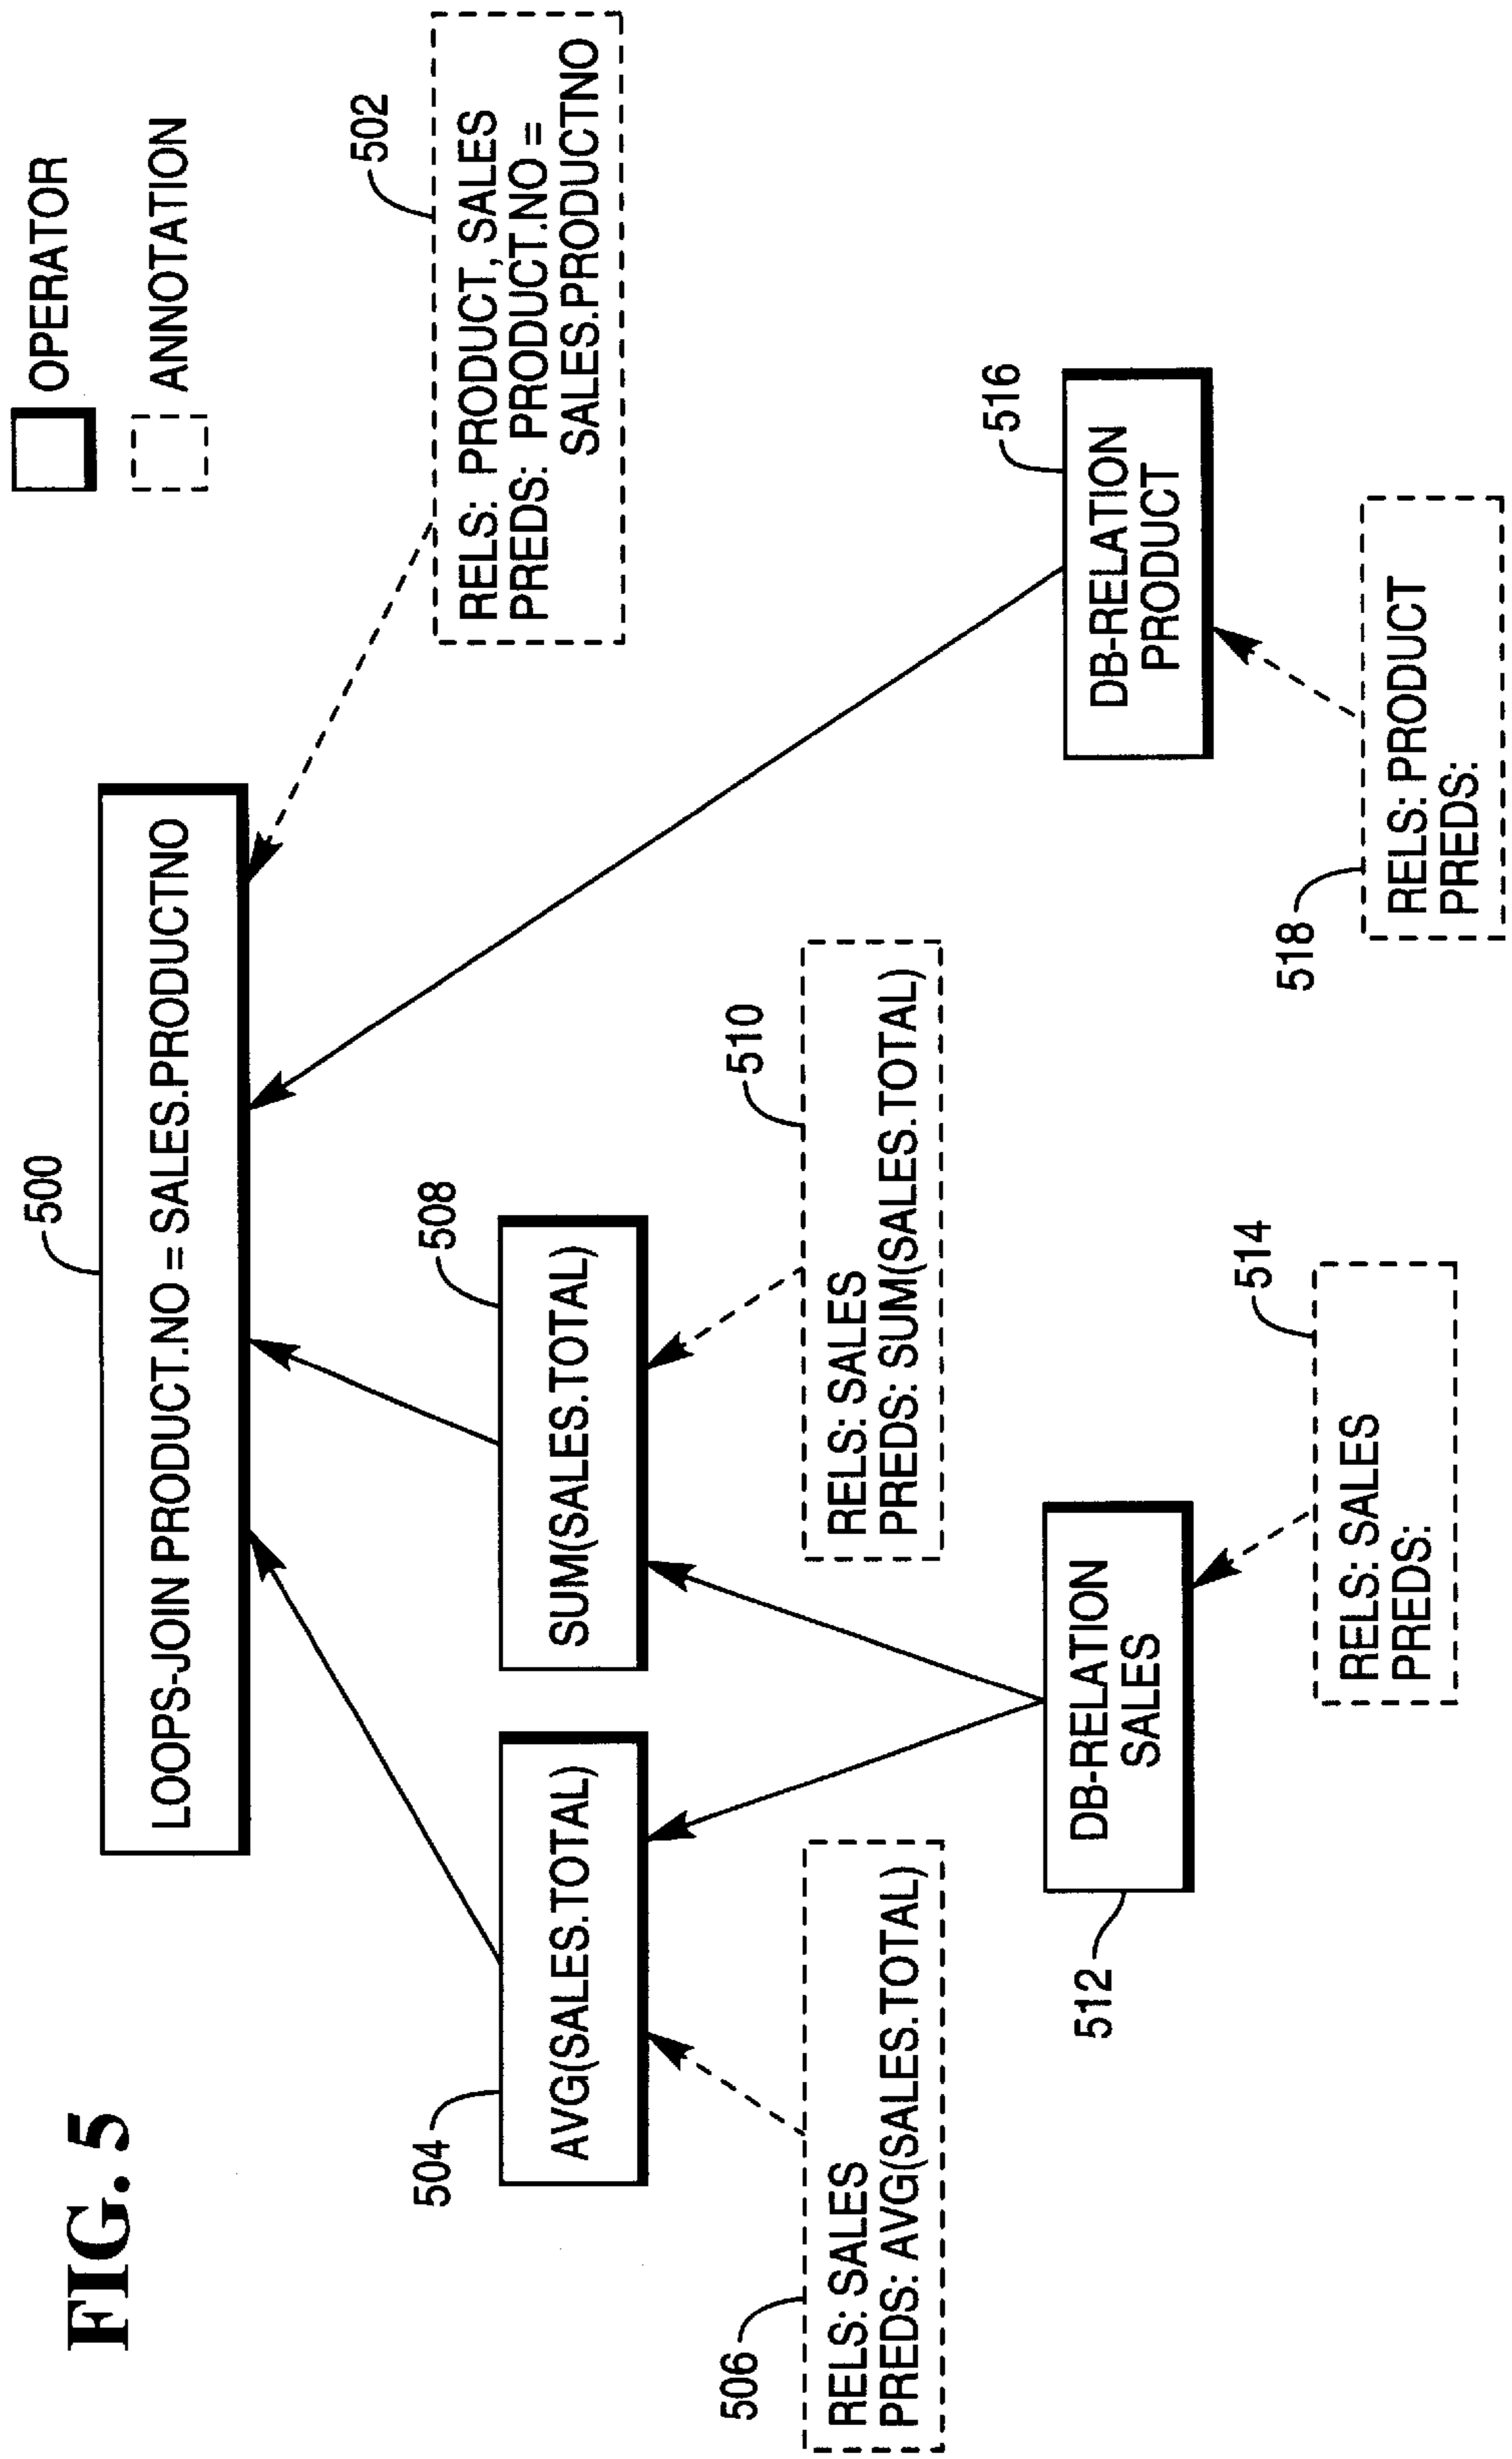 FIG. 5
OPERATOR
ANNOTATION
500
LOOPS-JOIN PRODUCT.NO = SALES.PRODUCTNO
502
RELS: PRODUCT, SALES
PREDS: PRODUCT.NO =
SALES.PRODUCTNO
504
AVG(SALES.TOTAL)
508
SUM(SALES.TOTAL)
506
RELS: SALES
PREDS: AVG(SALES.TOTAL)
510
RELS: SALES
PREDS: SUM(SALES.TOTAL)
512
DB-RELATION
SALES
516
DB-RELATION
PRODUCT
514
RELS: SALES
PREDS:
518
RELS: PRODUCT
PREDS: